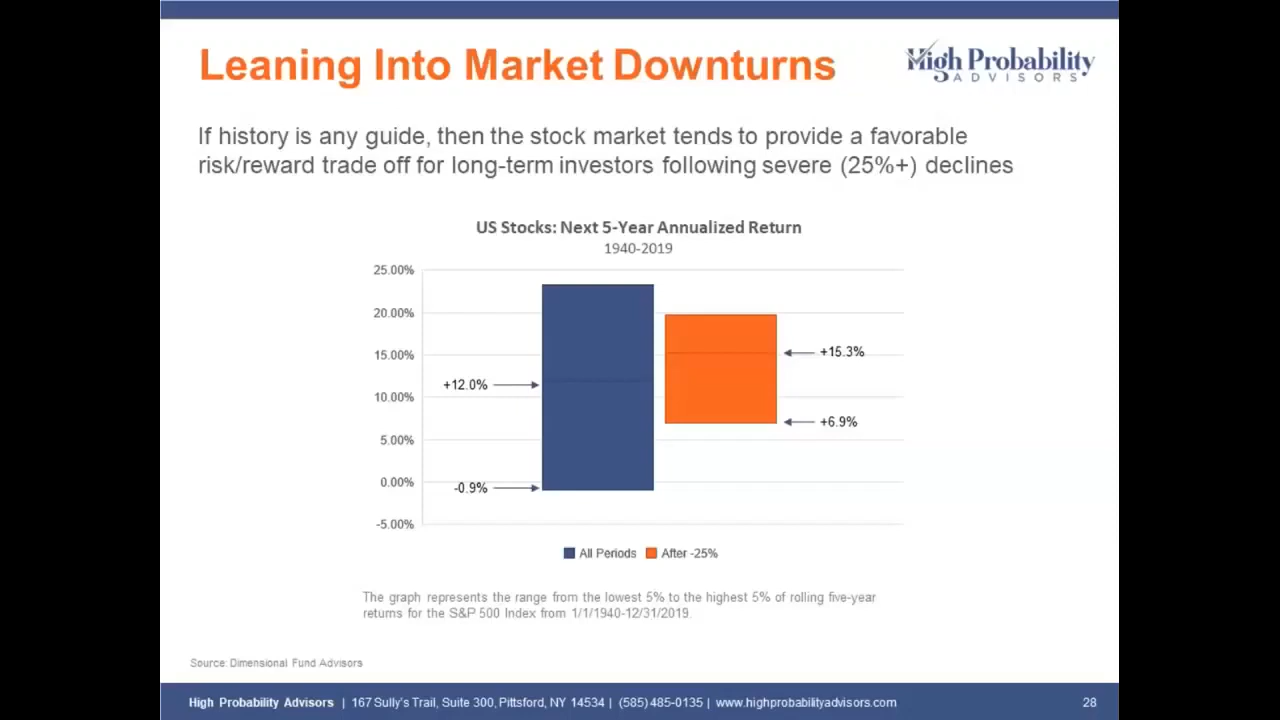 Leaning Into Market Downturns
High Probability
ADVISORS
If history is any guide, then the stock market tends to provide a favorable
risk/reward trade off for long-term investors following severe (25%+) declines
US Stocks: Next 5-Year Annualized Return
1940-2019
25.00%
20.00%
15.00%
10.00%
5.00%
0.00%
-5.00%
+12.0%
-0.9%
+15.3%
+6.9%
All Periods After -25%
The graph represents the range from the lowest 5% to the highest 5% of rolling five-year
returns for the S&P 500 Index from 1/1/1940-12/31/2019.
Source: Dimensional Fund Advisors
High Probability Advisors | 167 Sully's Trail, Suite 300, Pittsford, NY 14534 | (585) 485-0135 | www.highprobabilityadvisors.com 28